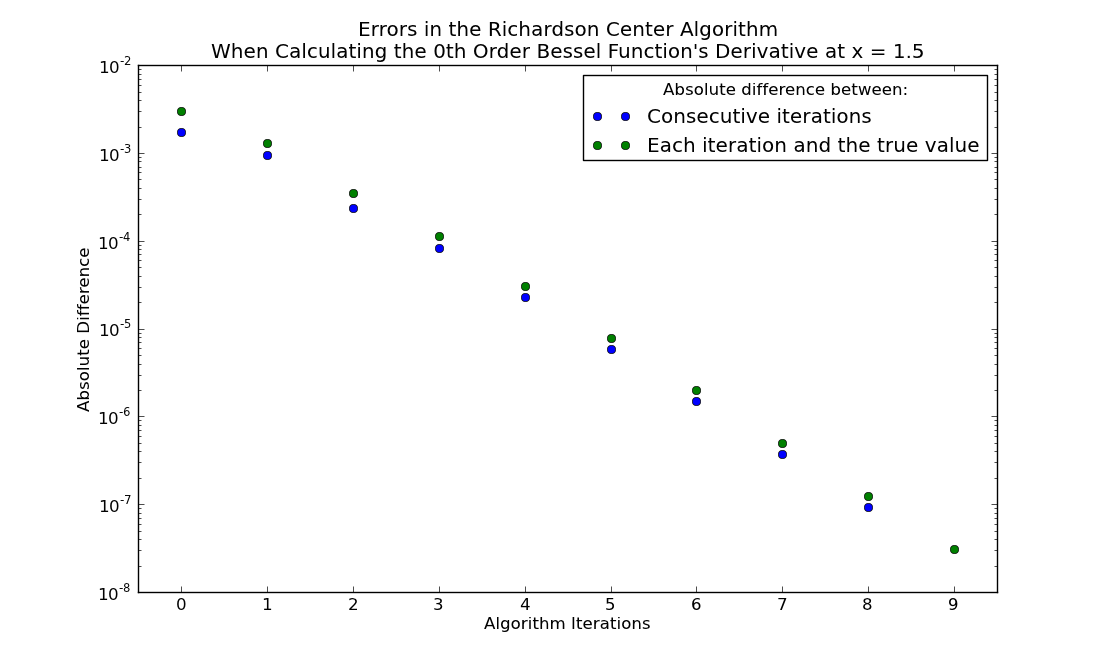 Errors in the Richardson Center Algorithm
When Calculating the 0th Order Bessel Function's Derivative at x = 1.5
Absolute difference between:
Consecutive iterations
Each iteration and the true value
Absolute Difference
10^-2
10^-3
10^-4
10^-5
10^-6
10^-7
10^-8
0 1 2 3 4 5 6 7 8 9
Algorithm Iterations